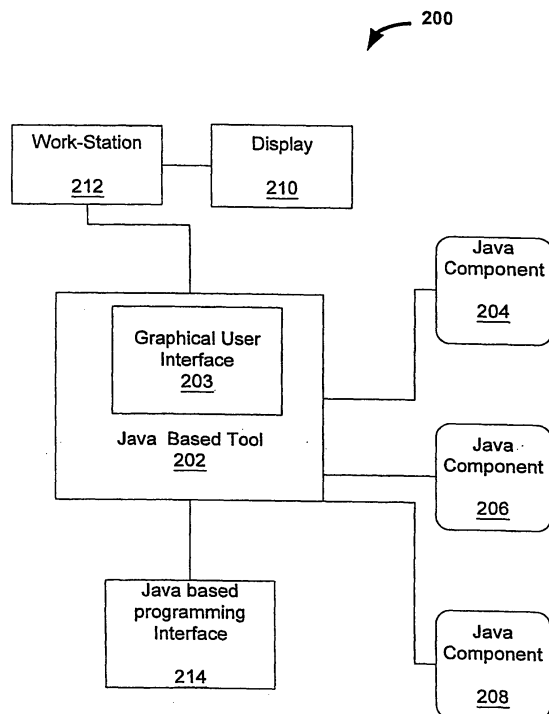 200
Work-Station
212
Display
210
Java
Component
204
Graphical User
Interface
203
Java Based Tool
202
Java
Component
206
Java based
programming
Interface
214
Java
Component
208